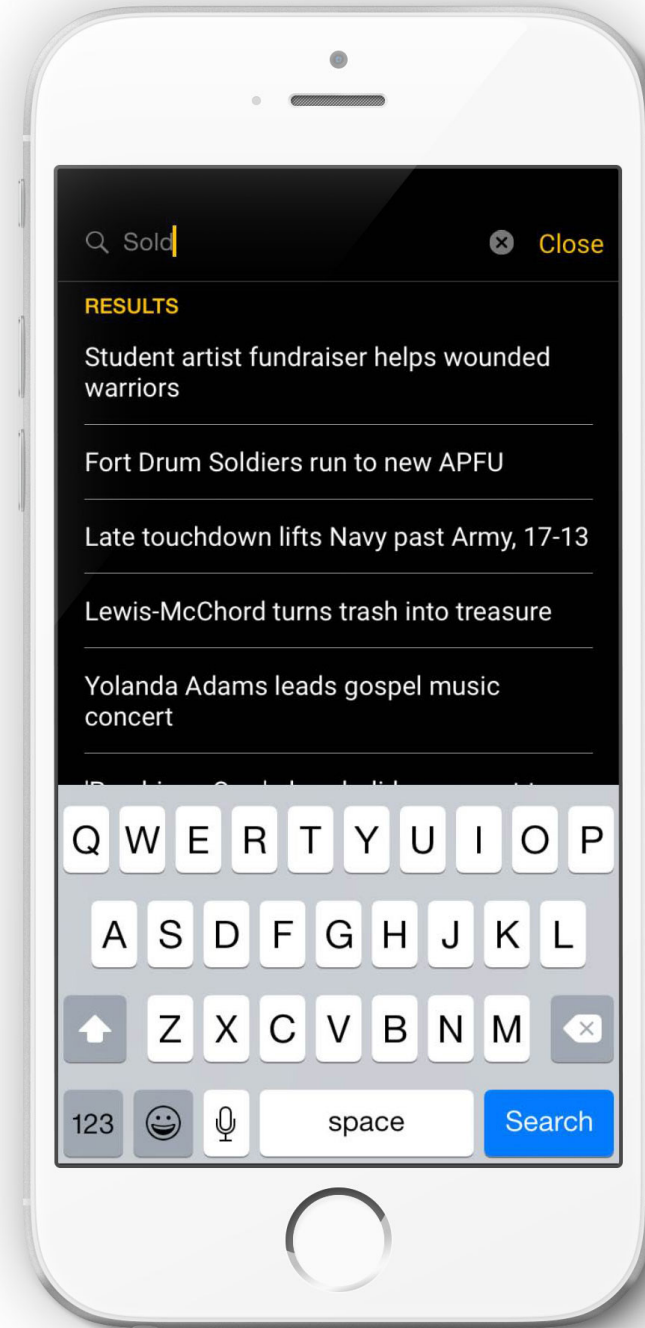 Sold
Close
RESULTS
Student artist fundraiser helps wounded
warriors
Fort Drum Soldiers run to new APFU
Late touchdown lifts Navy past Army, 17-13
Lewis-McChord turns trash into treasure
Yolanda Adams leads gospel music
concert
Q W E R T Y U I O P
A S D F G H J K L
Z X C V B N M
123 space Search